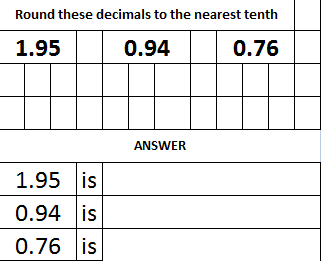 Round these decimals to the nearest tenth
1.95 0.94 0.76
ANSWER
1.95 is
0.94 is
0.76 is